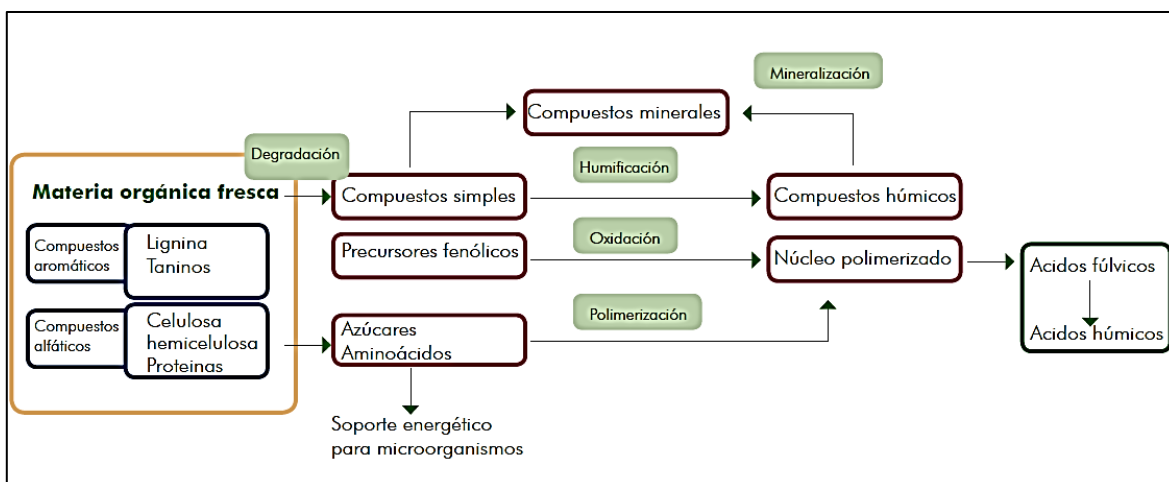 Mineralización
Compuestos minerales
Degradación
Humificación
Materia orgánica fresca
Compuestos simples
Compuestos húmicos
Compuestos
aromáticos
Lignina
Taninos
Precursores fenólicos
Oxidación
Núcleo polimerizado
Acidos fúlvicos
Acidos húmicos
Compuestos
alfáticos
Celulosa
hemicelulosa
Proteinas
Azúcares
Aminoácidos
Polimerización
Soporte energético
para microorganismos